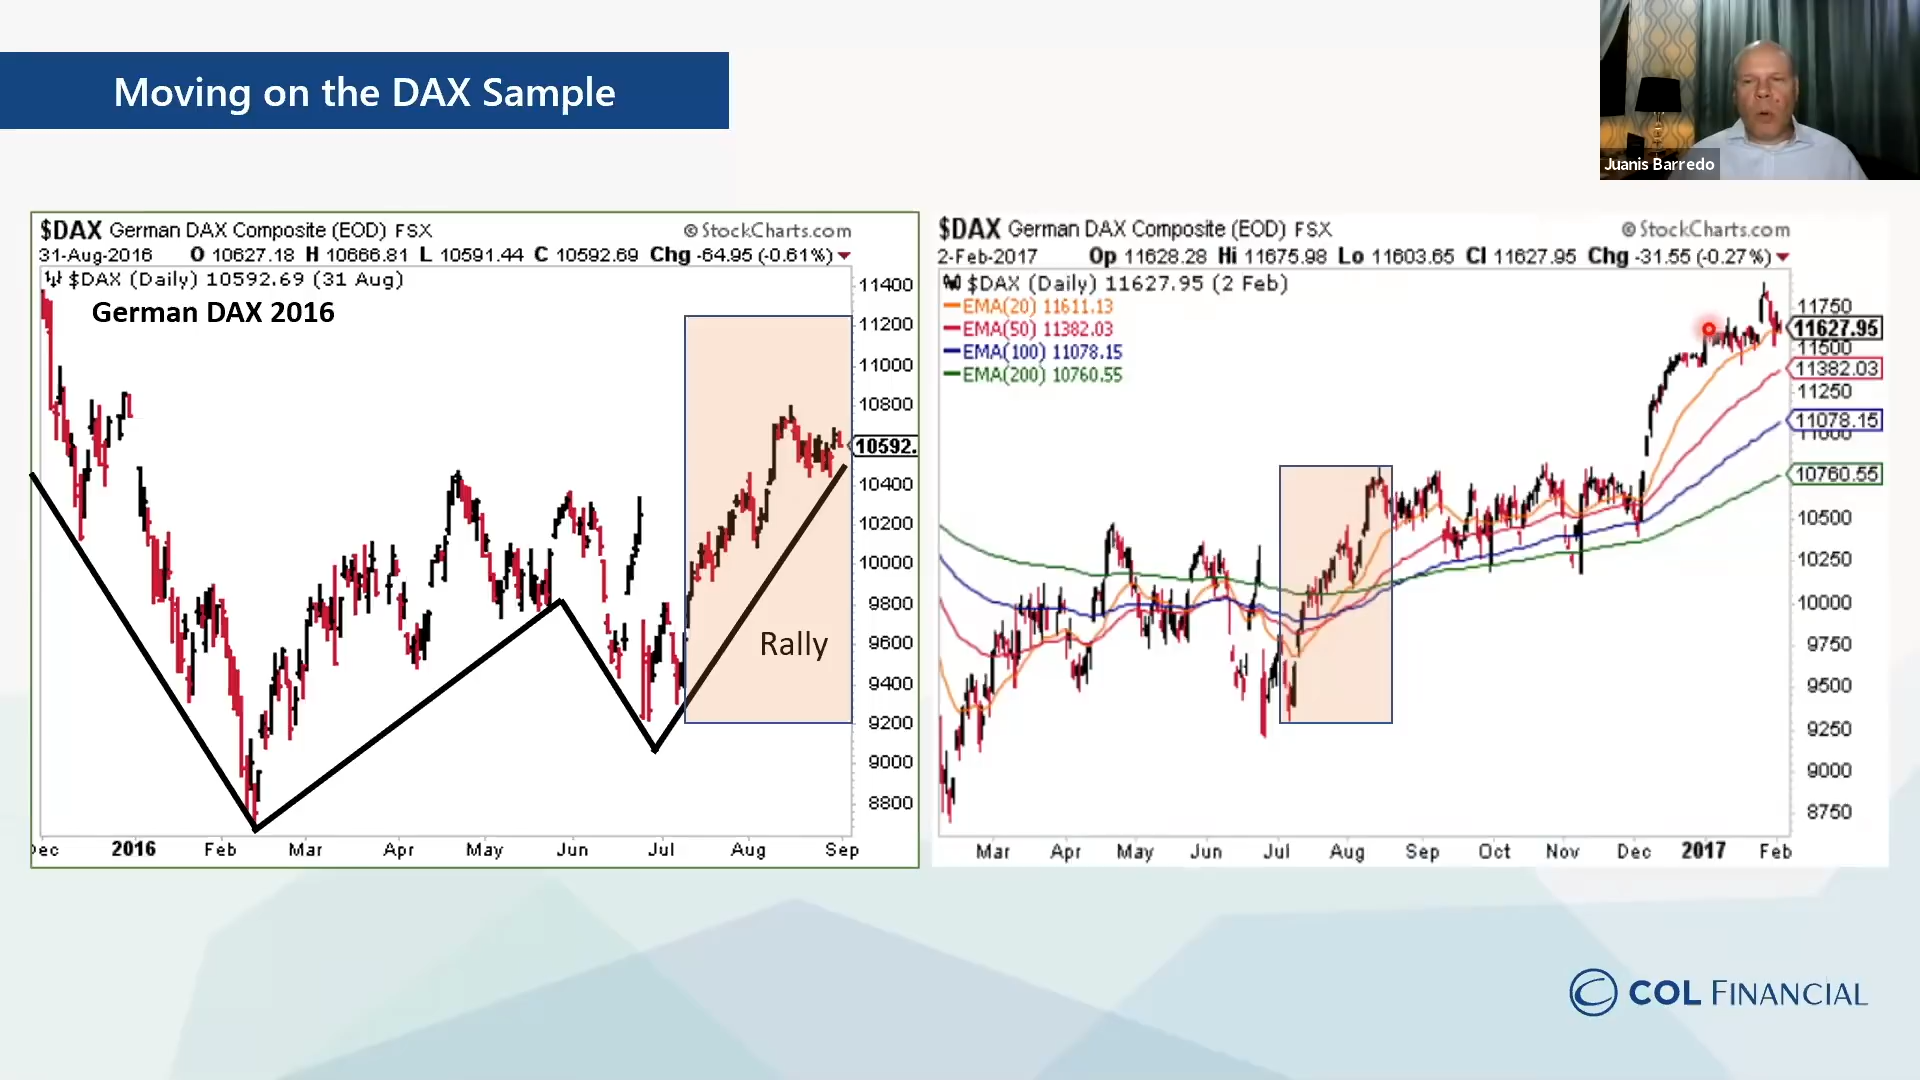 Moving on the DAX Sample
Juanis Barredo
$DAX German DAX Composite (EOD) FSX
© StockCharts.com
31-Aug-2016 O 10627.18 H 10666.81 L 10591.44 C 10592.69 Chg -64.95 (-0.61%)
$DAX (Daily) 10592.69 (31 Aug)
German DAX 2016
11400
11200
11000
10800
10592.
10400
10200
10000
9800
9600
9400
9200
9000
8800
Rally
Dec 2016 Feb Mar Apr May Jun Jul Aug Sep
$DAX German DAX Composite (EOD) FSX
© StockCharts.com
2-Feb-2017 Op 11628.28 Hi 11675.98 Lo 11603.65 Cl 11627.95 Chg -31.55 (-0.27%)
$DAX (Daily) 11627.95 (2 Feb)
EMA(20) 11611.13
EMA(50) 11382.03
EMA(100) 11078.15
EMA(200) 10760.55
11750
11627.95
11500
11382.03
11250
11078.15
11000
10760.55
10500
10250
10000
9750
9500
9250
9000
8750
Mar Apr May Jun Jul Aug Sep Oct Nov Dec 2017 Feb
COL FINANCIAL